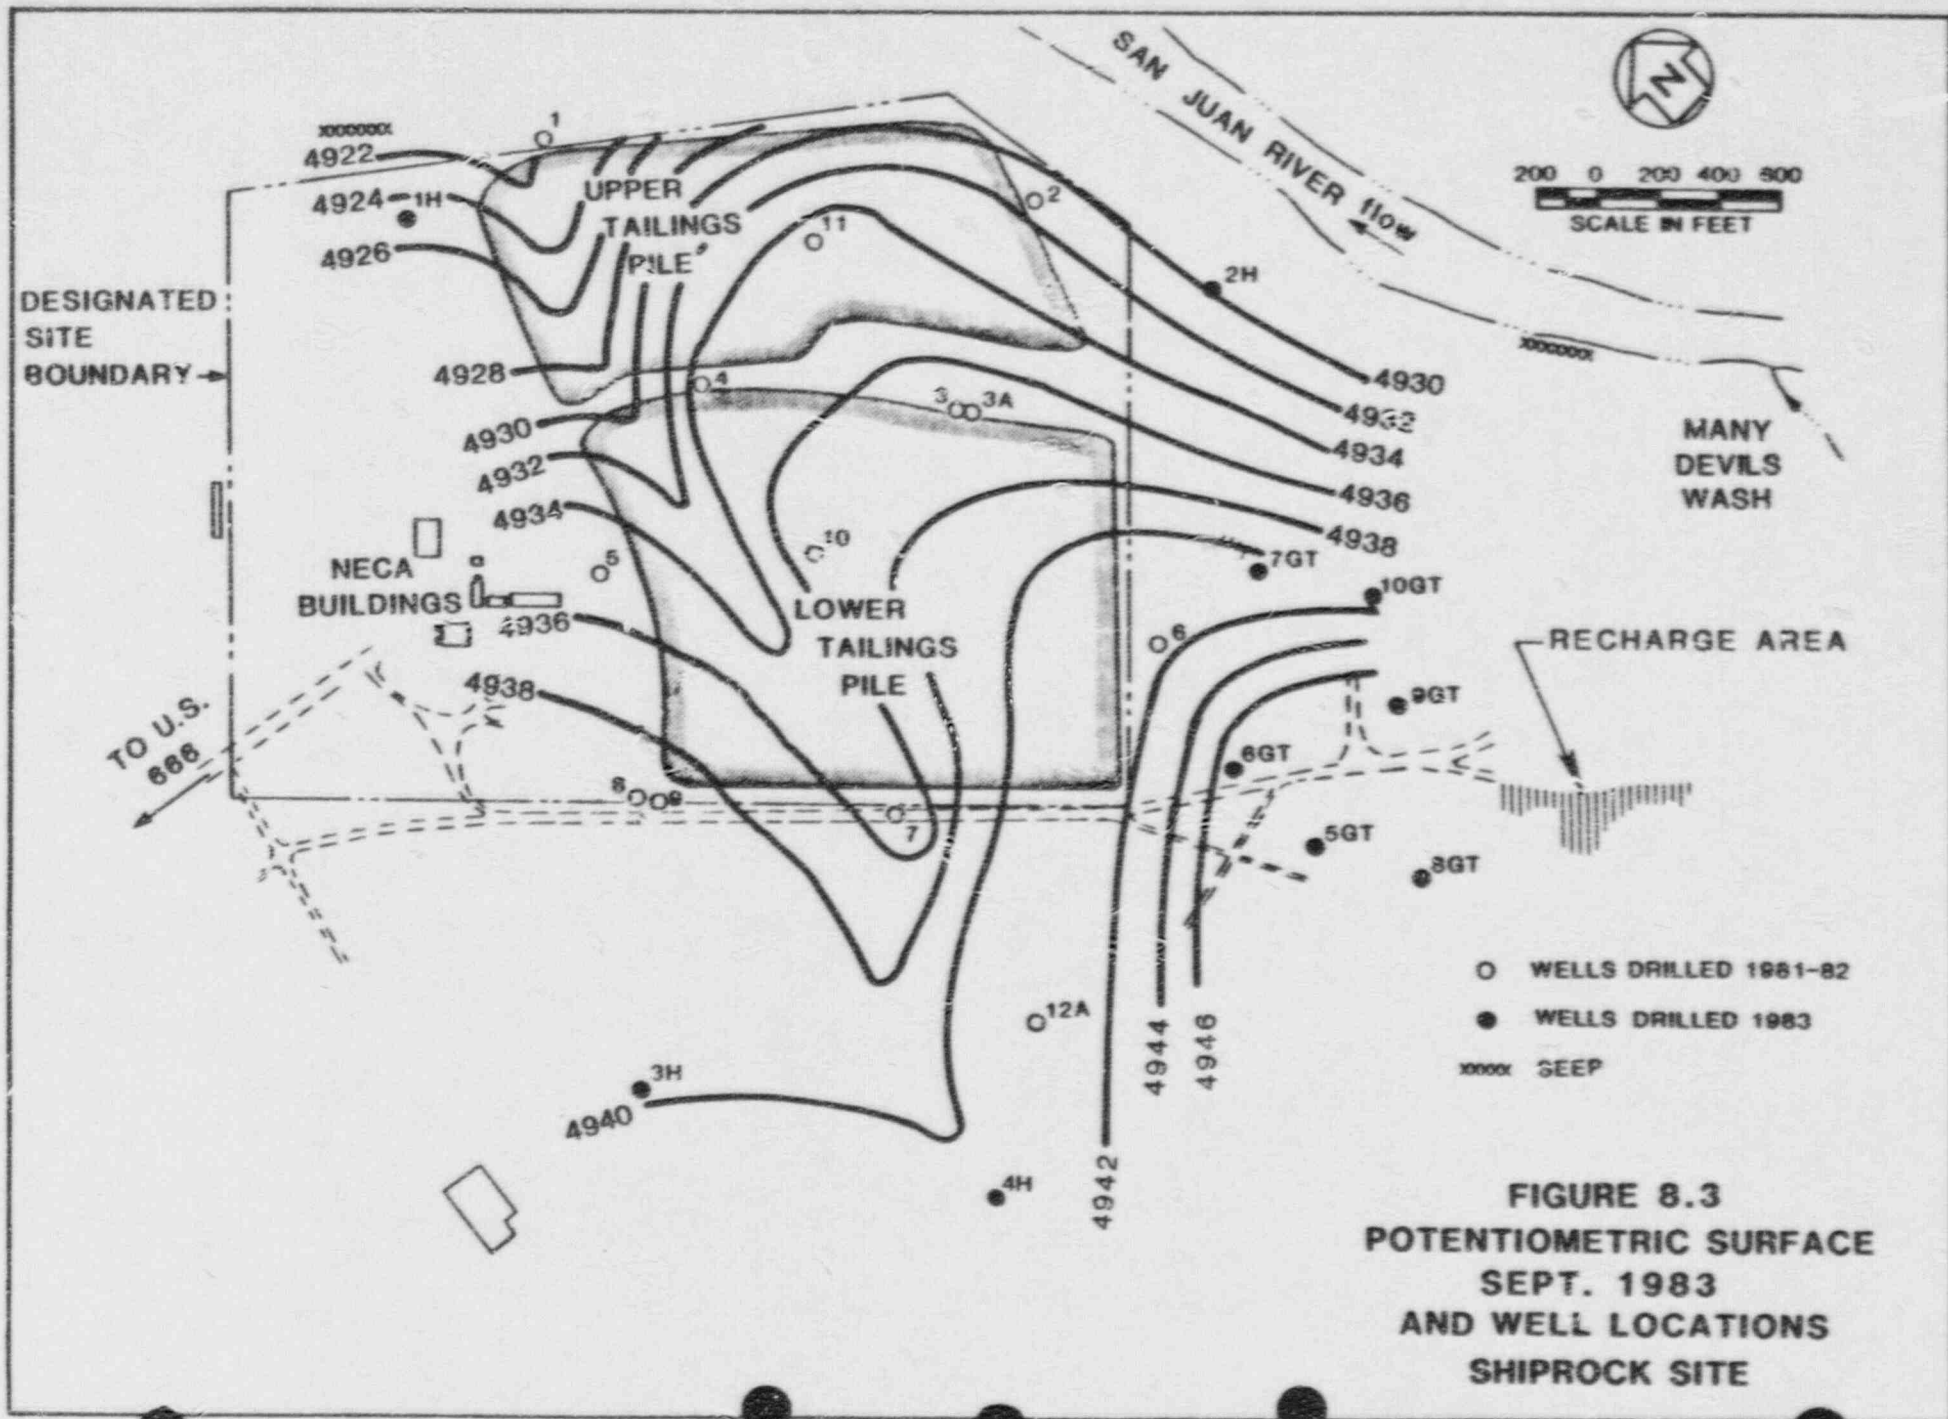 SAN JUAN RIVER flow
N
200 0 200 400 600
SCALE IN FEET
1
4922
4924
1H
4926
UPPER
TAILINGS
PILE
11
2
2H
DESIGNATED
SITE
BOUNDARY
4928
4
3
3A
4930
4932
4934
4930
4932
4934
4936
4938
MANY
DEVILS
WASH
NECA
BUILDINGS
5
10
7GT
10GT
4936
LOWER
TAILINGS
PILE
6
RECHARGE AREA
4938
9GT
TO U.S.
666
6GT
8
9
7
5GT
8GT
WELLS DRILLED 1981-82
WELLS DRILLED 1983
SEEP
12A
4944
4946
3H
4940
4942
4H
FIGURE 8.3
POTENTIOMETRIC SURFACE
SEPT. 1983
AND WELL LOCATIONS
SHIPROCK SITE